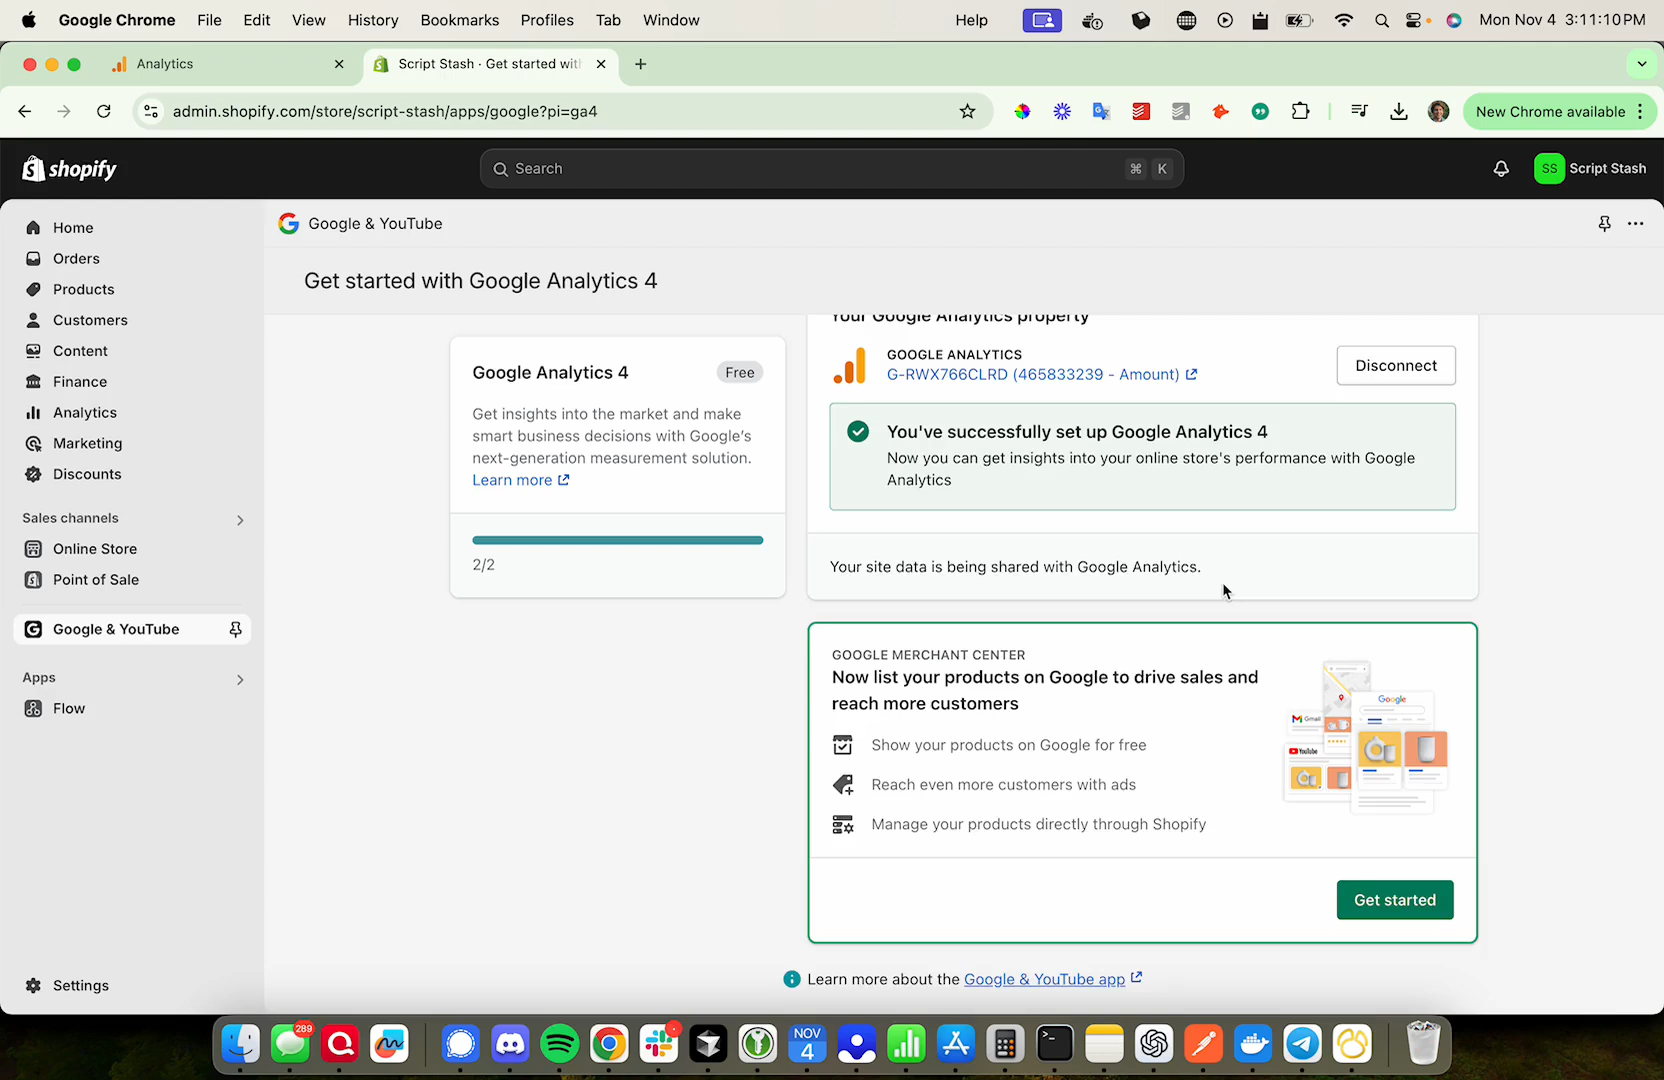 Google Chrome File Edit View History Bookmarks Profiles Tab Window Help Mon Nov 4 3:11:10 PM
Analytics
Script Stash · Get started with
admin.shopify.com/store/script-stash/apps/google?pi=ga4
New Chrome available
shopify
Search
⌘ K
SS
Script Stash
Home
Orders
Products
Customers
Content
Finance
Analytics
Marketing
Discounts
Sales channels
Online Store
Point of Sale
Google & YouTube
Apps
Flow
Settings
Google & YouTube
Get started with Google Analytics 4
Google Analytics 4
Free
Get insights into the market and make
smart business decisions with Google's
next-generation measurement solution.
Learn more
2/2
Your Google Analytics property
GOOGLE ANALYTICS
G-RWX766CLRD (465833239 - Amount)
Disconnect
You've successfully set up Google Analytics 4
Now you can get insights into your online store's performance with Google
Analytics
Your site data is being shared with Google Analytics.
GOOGLE MERCHANT CENTER
Now list your products on Google to drive sales and
reach more customers
Show your products on Google for free
Reach even more customers with ads
Manage your products directly through Shopify
Google
Gmail
YouTube
Get started
Learn more about the Google & YouTube app
289
NOV
4